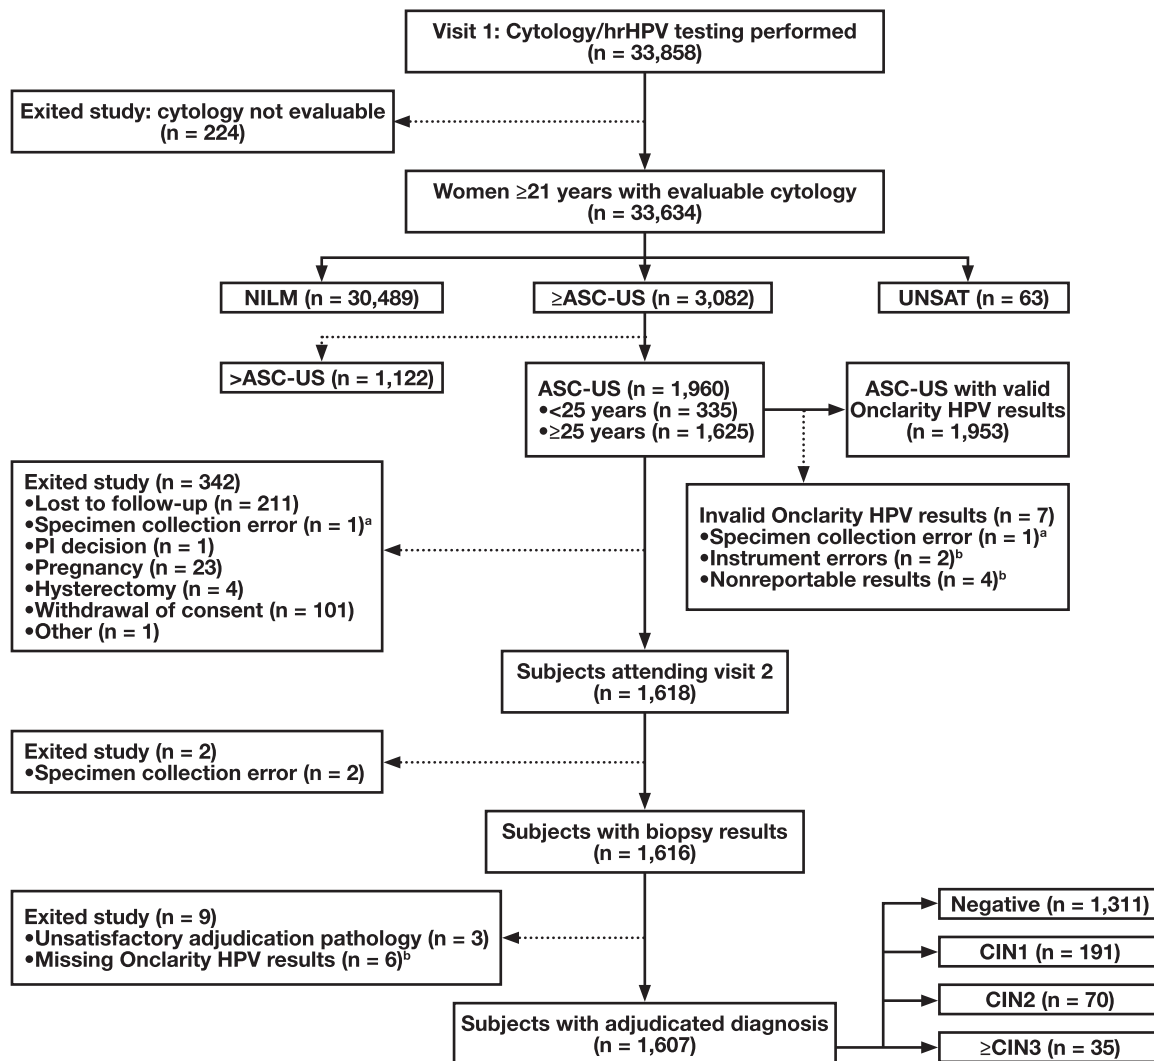 Visit 1: Cytology/hrHPV testing performed
(n = 33,858)
Exited study: cytology not evaluable
(n = 224)
Women ≥21 years with evaluable cytology
(n = 33,634)
NILM (n = 30,489)
≥ASC-US (n = 3,082)
UNSAT (n = 63)
>ASC-US (n = 1,122)
ASC-US (n = 1,960)
•<25 years (n = 335)
•≥25 years (n = 1,625)
ASC-US with valid
Onclarity HPV results
(n = 1,953)
Exited study (n = 342)
•Lost to follow-up (n = 211)
•Specimen collection error (n = 1)ᵃ
•PI decision (n = 1)
•Pregnancy (n = 23)
•Hysterectomy (n = 4)
•Withdrawal of consent (n = 101)
•Other (n = 1)
Invalid Onclarity HPV results (n = 7)
•Specimen collection error (n = 1)ᵃ
•Instrument errors (n = 2)ᵇ
•Nonreportable results (n = 4)ᵇ
Subjects attending visit 2
(n = 1,618)
Exited study (n = 2)
•Specimen collection error (n = 2)
Subjects with biopsy results
(n = 1,616)
Exited study (n = 9)
•Unsatisfactory adjudication pathology (n = 3)
•Missing Onclarity HPV results (n = 6)ᵇ
Subjects with adjudicated diagnosis
(n = 1,607)
Negative (n = 1,311)
CIN1 (n = 191)
CIN2 (n = 70)
≥CIN3 (n = 35)